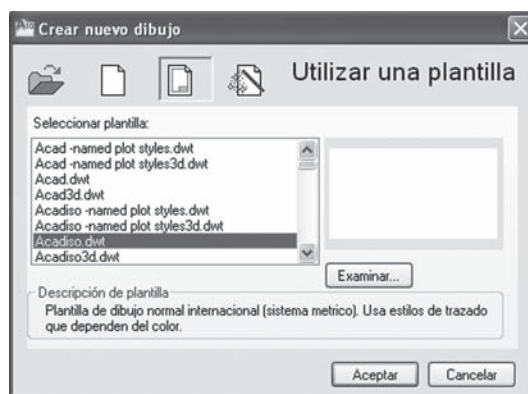 Crear nuevo dibujo
Utilizar una plantilla
Seleccionar plantilla:
Acad -named plot styles.dwt
Acad -named plot styles3d.dwt
Acad.dwt
Acad3d.dwt
Acadiso -named plot styles.dwt
Acadiso -named plot styles3d.dwt
Acadiso.dwt
Acadiso3d.dwt
Examinar...
Descripción de plantilla
Plantilla de dibujo normal internacional (sistema metrico). Usa estilos de trazado
que dependen del color.
Aceptar
Cancelar